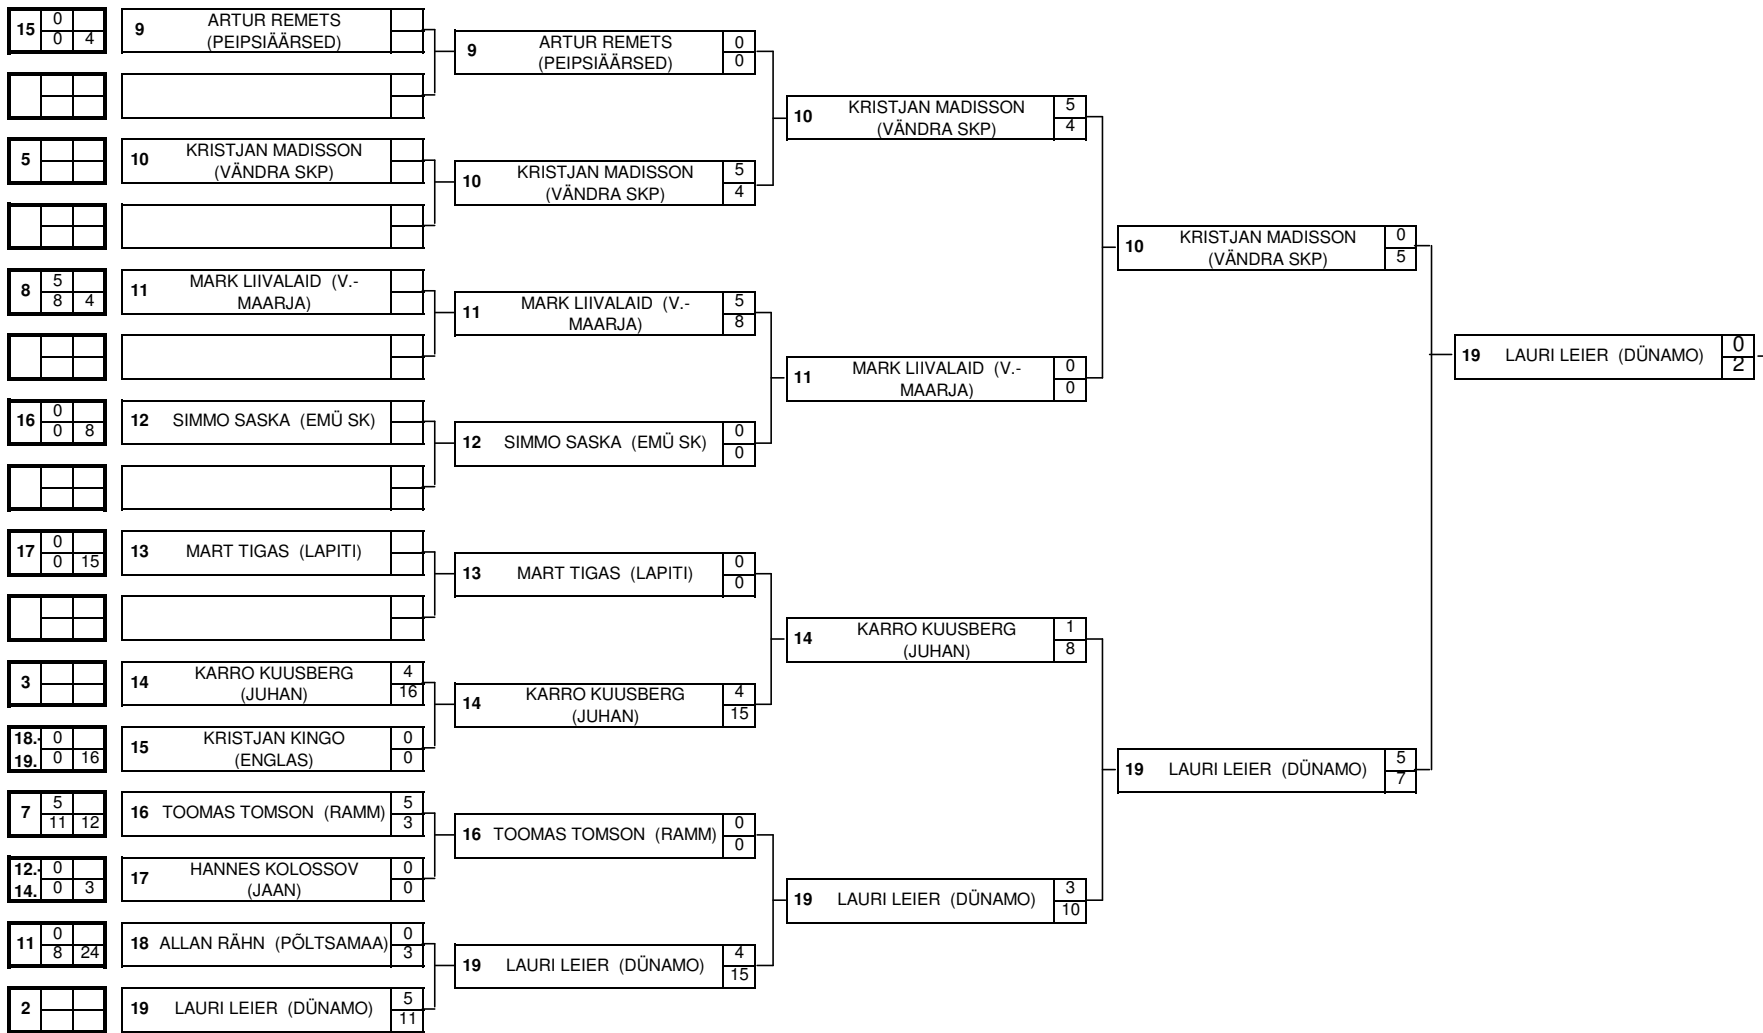 15 0
0 4
9 ARTUR REMETS
(PEIPSIÄÄRSED)
9 ARTUR REMETS 0
(PEIPSIÄÄRSED) 0
10 KRISTJAN MADISSON 5
(VÄNDRA SKP) 4
5
10 KRISTJAN MADISSON
(VÄNDRA SKP)
10 KRISTJAN MADISSON 5
(VÄNDRA SKP) 4
10 KRISTJAN MADISSON 0
(VÄNDRA SKP) 5
8 5
8 4
11 MARK LIIVALAID (V.-
MAARJA)
11 MARK LIIVALAID (V.- 5
MAARJA) 8
19 LAURI LEIER (DÜNAMO) 0
2
11 MARK LIIVALAID (V.- 0
MAARJA) 0
16 0
0 8
12 SIMMO SASKA (EMÜ SK)
12 SIMMO SASKA (EMÜ SK) 0
0
17 0
0 15
13 MART TIGAS (LAPITI)
13 MART TIGAS (LAPITI) 0
0
14 KARRO KUUSBERG 1
(JUHAN) 8
3
14 KARRO KUUSBERG 4
(JUHAN) 16
14 KARRO KUUSBERG 4
(JUHAN) 15
18.- 0
19. 0 16
15 KRISTJAN KINGO 0
(ENGLAS) 0
19 LAURI LEIER (DÜNAMO) 5
7
7 5
11 12
16 TOOMAS TOMSON (RAMM) 5
3
16 TOOMAS TOMSON (RAMM) 0
0
12.- 0
14. 0 3
17 HANNES KOLOSSOV 0
(JAAN) 0
19 LAURI LEIER (DÜNAMO) 3
10
11 0
8 24
18 ALLAN RÄHN (PÕLTSAMAA) 0
3
19 LAURI LEIER (DÜNAMO) 4
15
2
19 LAURI LEIER (DÜNAMO) 5
11